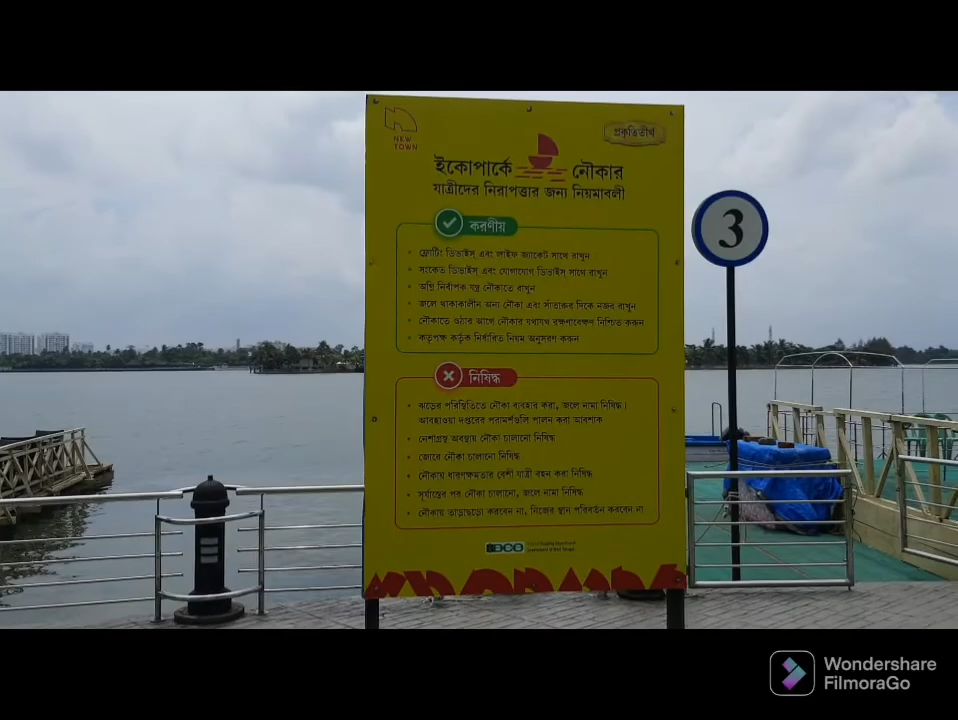 NEW
TOWN
প্রকৃতিতীর্থ
ইকোপার্কে নৌকার
যাত্রীদের নিরাপত্তার জন্য নিয়মাবলী
করণীয়
• ফ্লোটিং ডিভাইস্ এবং লাইফ জ্যাকেট সাথে রাখুন
• সংকেত ডিভাইস্ এবং যোগাযোগ ডিভাইস্ সাথে রাখুন
• অগ্নি নির্বাপক যন্ত্র নৌকাতে রাখুন
• জলে থাকাকালীন অন্য নৌকা এবং সাঁতারুর দিকে নজর রাখুন
• নৌকাতে ওঠার আগে নৌকার যথাযথ রক্ষণাবেক্ষণ নিশ্চিত করুন
• কতৃপক্ষ কর্তৃক নির্ধারিত নিয়ম অনুসরণ করুন
নিষিদ্ধ
• ঝড়ের পরিস্থিতিতে নৌকা ব্যবহার করা, জলে নামা নিষিদ্ধ।
আবহাওয়া দপ্তরের পরামর্শগুলি পালন করা আবশ্যক
• নেশাগ্রস্থ অবস্থায় নৌকা চালানো নিষিদ্ধ
• জোরে নৌকা চালানো নিষিদ্ধ
• নৌকায় ধারণক্ষমতার বেশী যাত্রী বহন করা নিষিদ্ধ
• সূর্যাস্তের পর নৌকা চালানো, জলে নামা নিষিদ্ধ
• নৌকায় তাড়াহুড়ো করবেন না, নিজের স্থান পরিবর্তন করবেন না
3
Wondershare
FilmoraGo